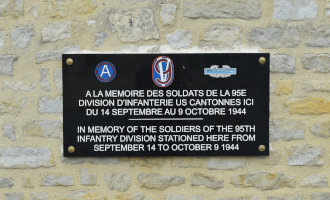 A LA MEMOIRE DES SOLDATS DE LA 95E
DIVISION D'INFANTERIE US CANTONNES ICI
DU 14 SEPTEMBRE AU 9 OCTOBRE 1944
IN MEMORY OF THE SOLDIERS OF THE 95TH
INFANTRY DIVISION STATIONED HERE FROM
SEPTEMBER 14 TO OCTOBER 9 1944